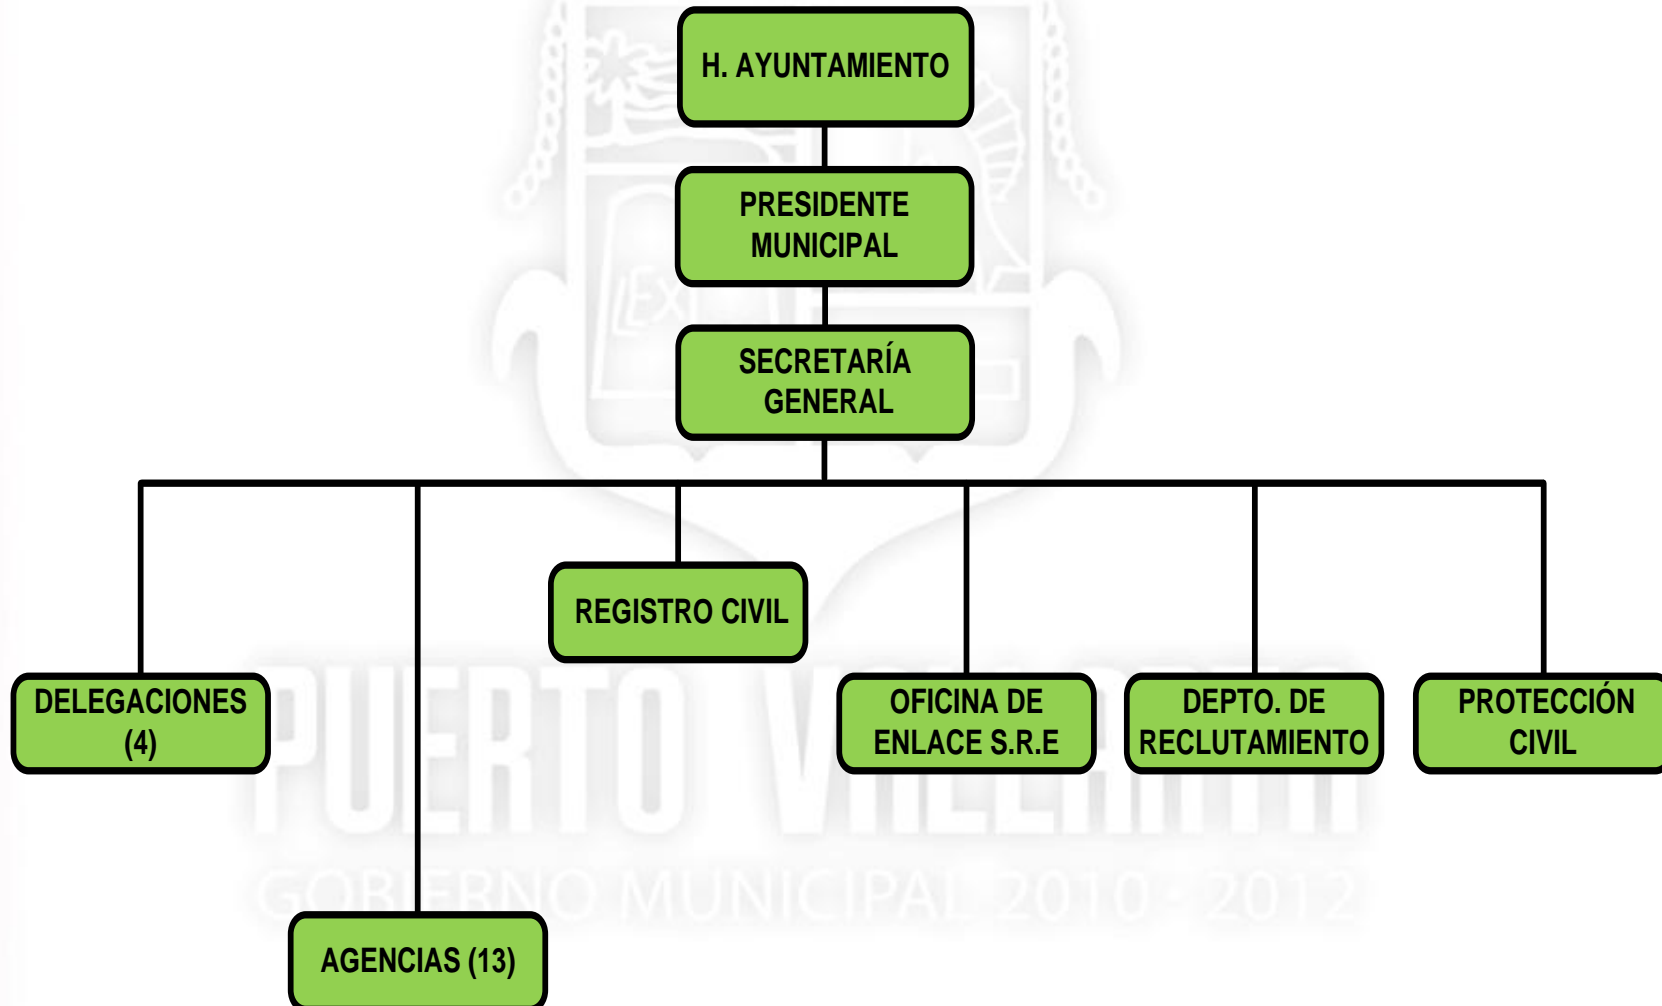 H. AYUNTAMIENTO
PRESIDENTE
MUNICIPAL
LEX
SECRETARÍA
GENERAL
REGISTRO CIVIL
DELEGACIONES
(4)
OFICINA DE
ENLACE S.R.E
DEPTO. DE
RECLUTAMIENTO
PROTECCIÓN
CIVIL
PUERTO VALLARTA
GOBIERNO MUNICIPAL 2010 - 2012
AGENCIAS (13)